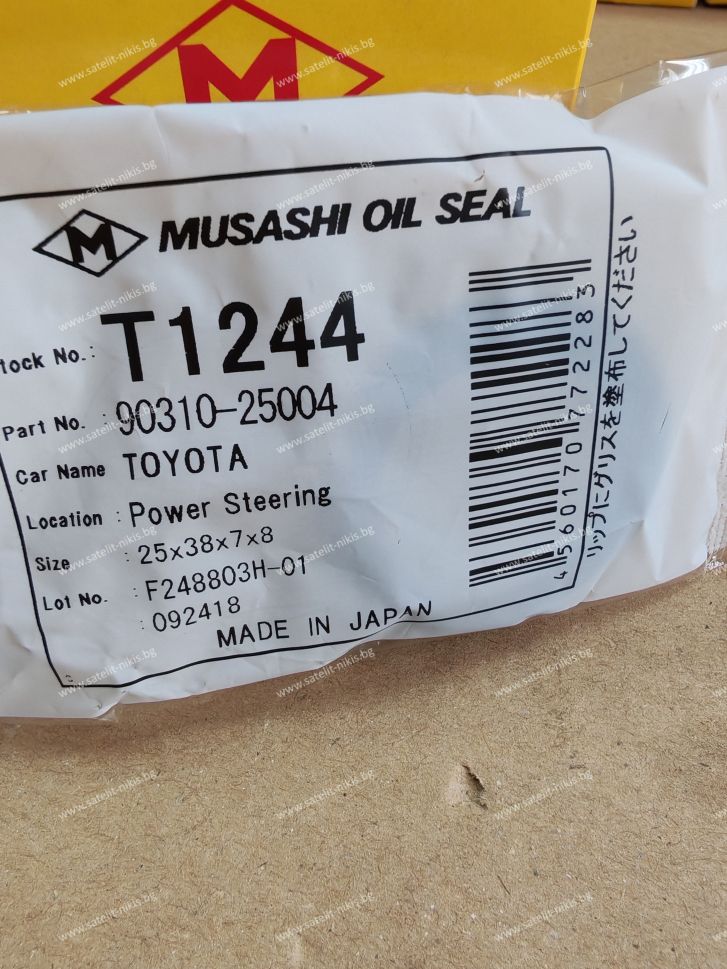 M
M MUSASHI OIL SEAL
tock No.: T1244
Part No. : 90310-25004
Car Name TOYOTA
Location : Power Steering
Size : 25x38x7x8
Lot No. : F248803H-01
: 092418
MADE IN JAPAN
4560170772283
リップにグリスを塗布してください
www.satelit-nikis.bg